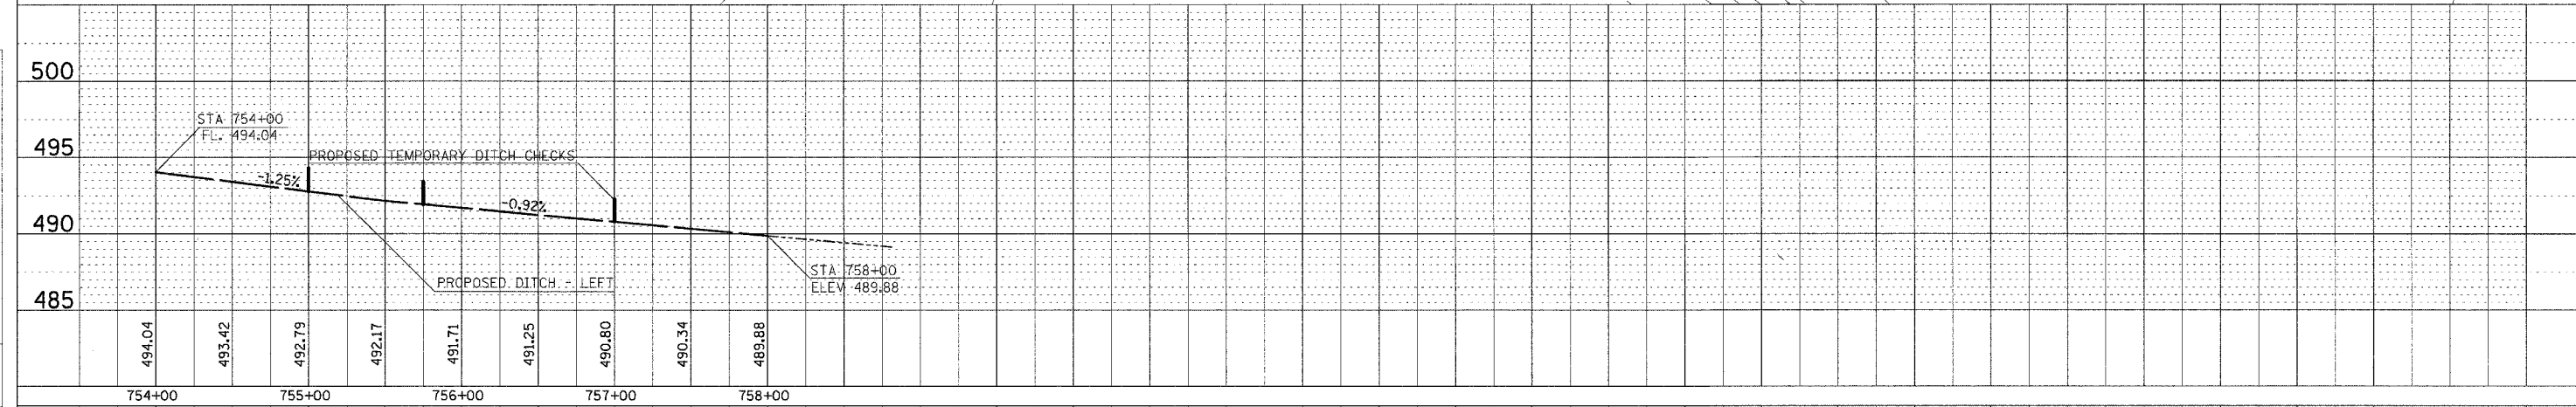 500
STA 754+00
FL. 494.04
495
PROPOSED TEMPORARY DITCH CHECKS
-1.25%
-0.92%
490
STA 758+00
ELEV 489.88
PROPOSED DITCH - LEFT
485
494.04
493.42
492.79
492.17
491.71
491.25
490.80
490.34
489.88
754+00 755+00 756+00 757+00 758+00